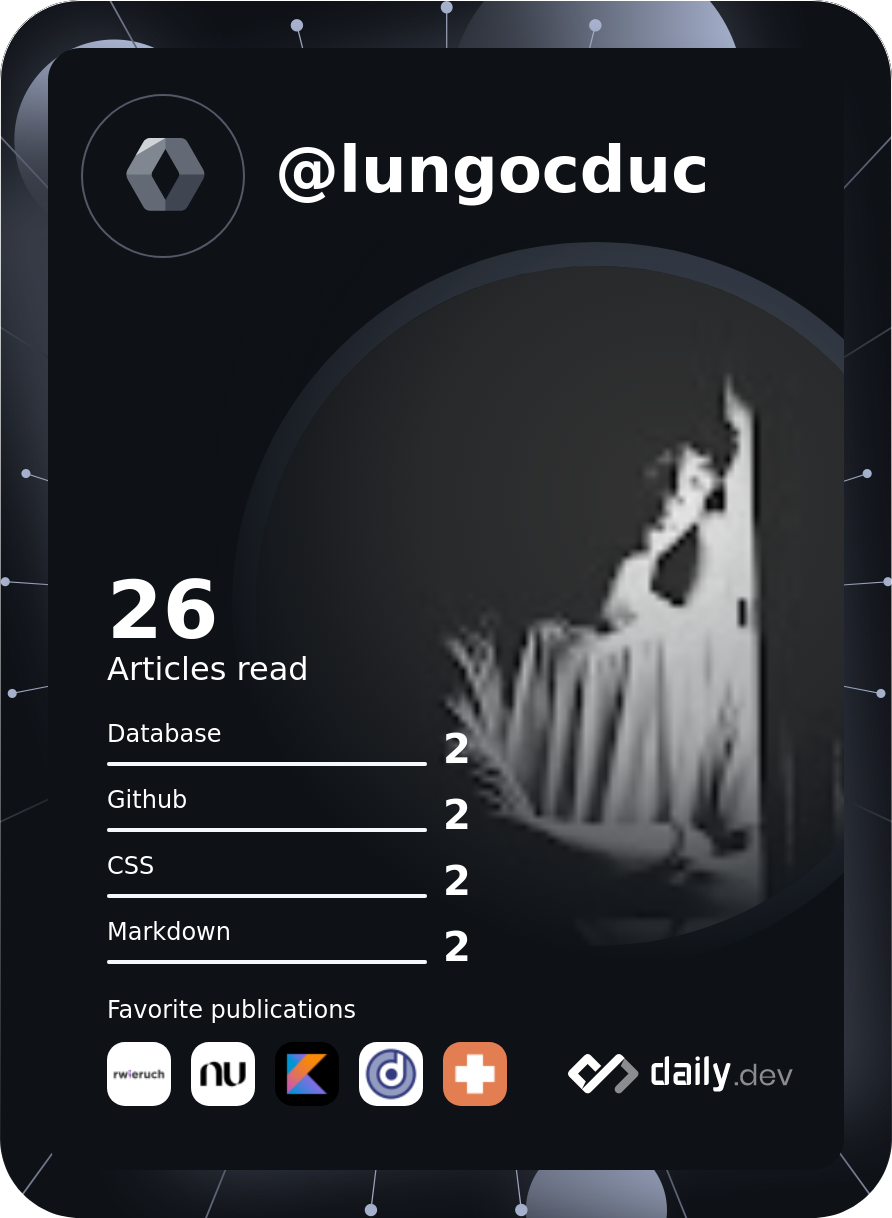 @lungocduc
26
Articles read
Database
2
Github
2
CSS
2
Markdown
2
Favorite publications
rwieruch
nu
daily.dev